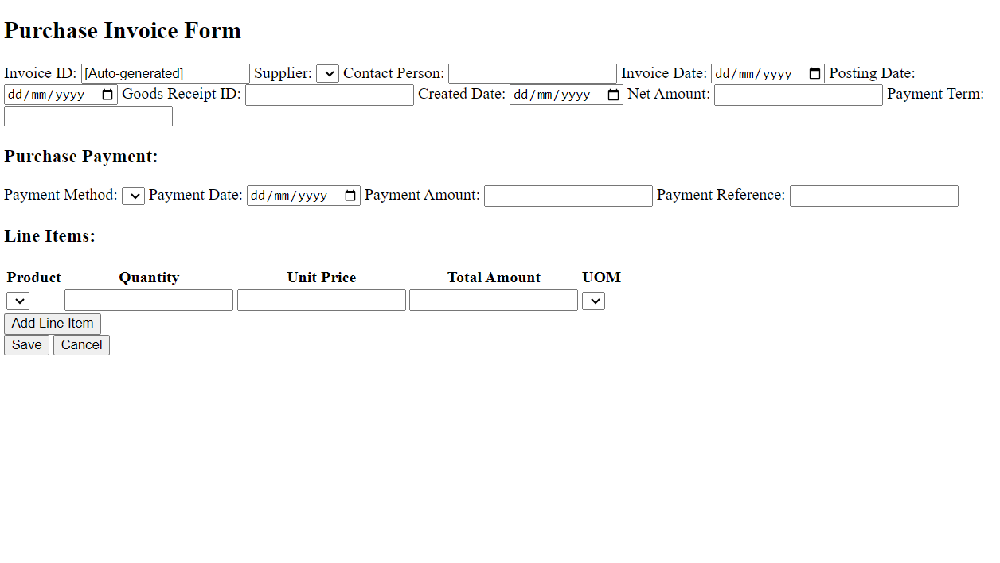 Purchase Invoice Form
Invoice ID: [Auto-generated] Supplier: Contact Person: Invoice Date: dd/mm/yyyy Posting Date:
dd/mm/yyyy Goods Receipt ID: Created Date: dd/mm/yyyy Net Amount: Payment Term:
Purchase Payment:
Payment Method: Payment Date: dd/mm/yyyy Payment Amount: Payment Reference:
Line Items:
Product Quantity Unit Price Total Amount UOM
Add Line Item
Save Cancel